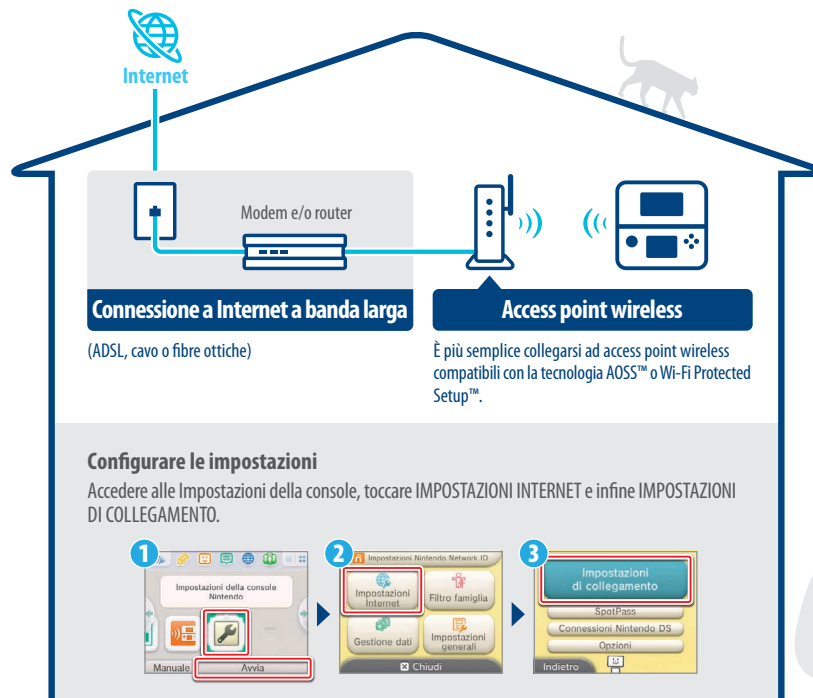 Internet
Modem e/o router
Connessione a Internet a banda larga
(ADSL, cavo o fibre ottiche)
Access point wireless
È più semplice collegarsi ad access point wireless
compatibili con la tecnologia AOSS™ o Wi-Fi Protected
Setup™.
Configurare le impostazioni
Accedere alle Impostazioni della console, toccare IMPOSTAZIONI INTERNET e infine IMPOSTAZIONI
DI COLLEGAMENTO.
1
Impostazioni della console
Nintendo
Manuale
Avvia
2
Impostazioni Nintendo Network ID
Impostazioni
Internet
Filtro famiglia
Gestione dati
Impostazioni
generali
Chiudi
3
Impostazioni
di collegamento
SpotPass
Connessioni Nintendo DS
Opzioni
Indietro